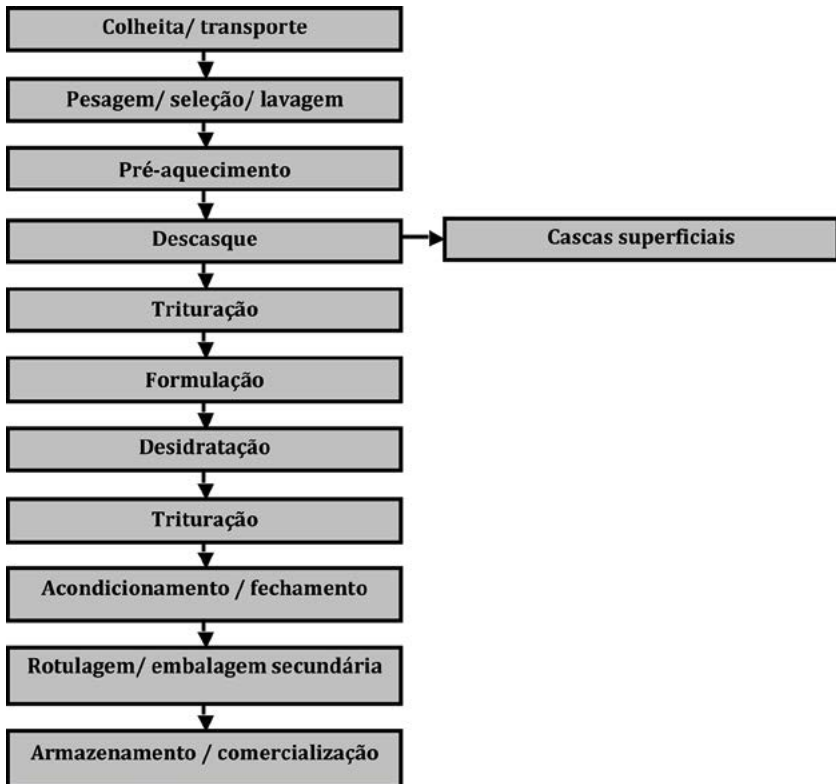 Colheita/ transporte
Pesagem/ seleção/ lavagem
Pré-aquecimento
Descasque
Cascas superficiais
Trituração
Formulação
Desidratação
Trituração
Acondicionamento / fechamento
Rotulagem/ embalagem secundária
Armazenamento / comercialização